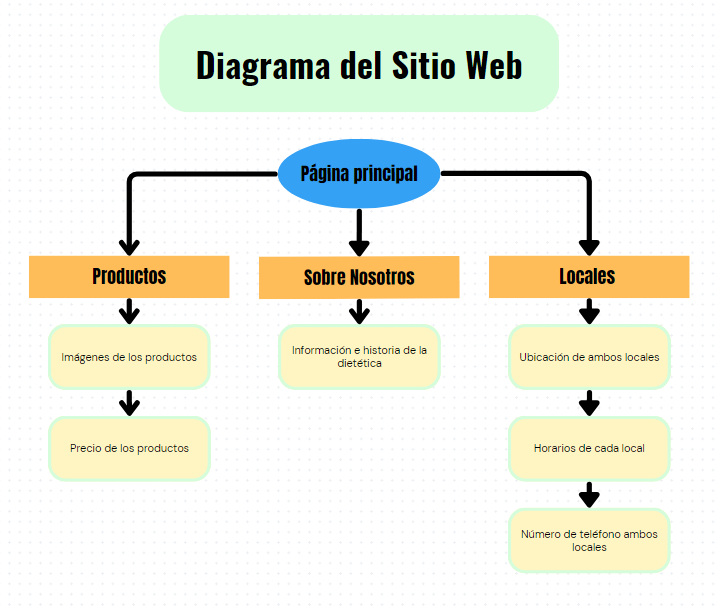 Diagrama del Sitio Web
Página principal
Productos
Sobre Nosotros
Locales
Imágenes de los productos
Información e historia de la
dietética
Ubicación de ambos locales
Precio de los productos
Horarios de cada local
Número de teléfono ambos
locales